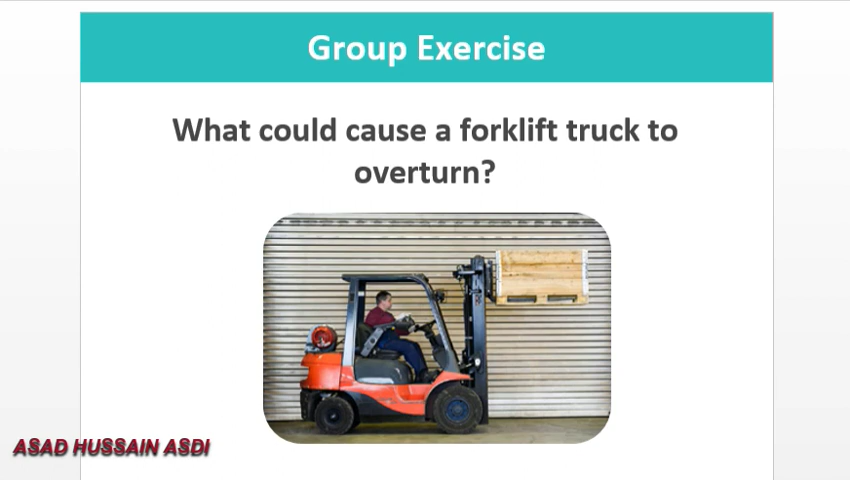 Group Exercise
What could cause a forklift truck to
overturn?
ASAD HUSSAIN ASDI